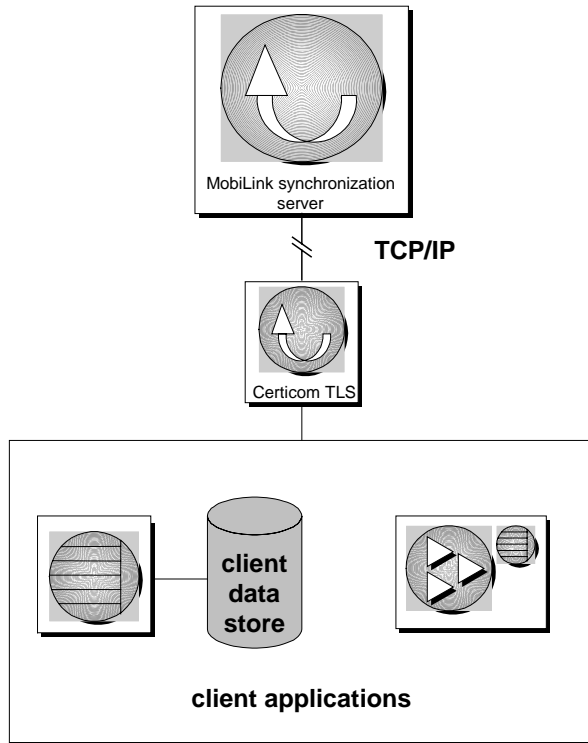 MobiLink synchronization
server
TCP/IP
Certicom TLS
client
data
store
client applications